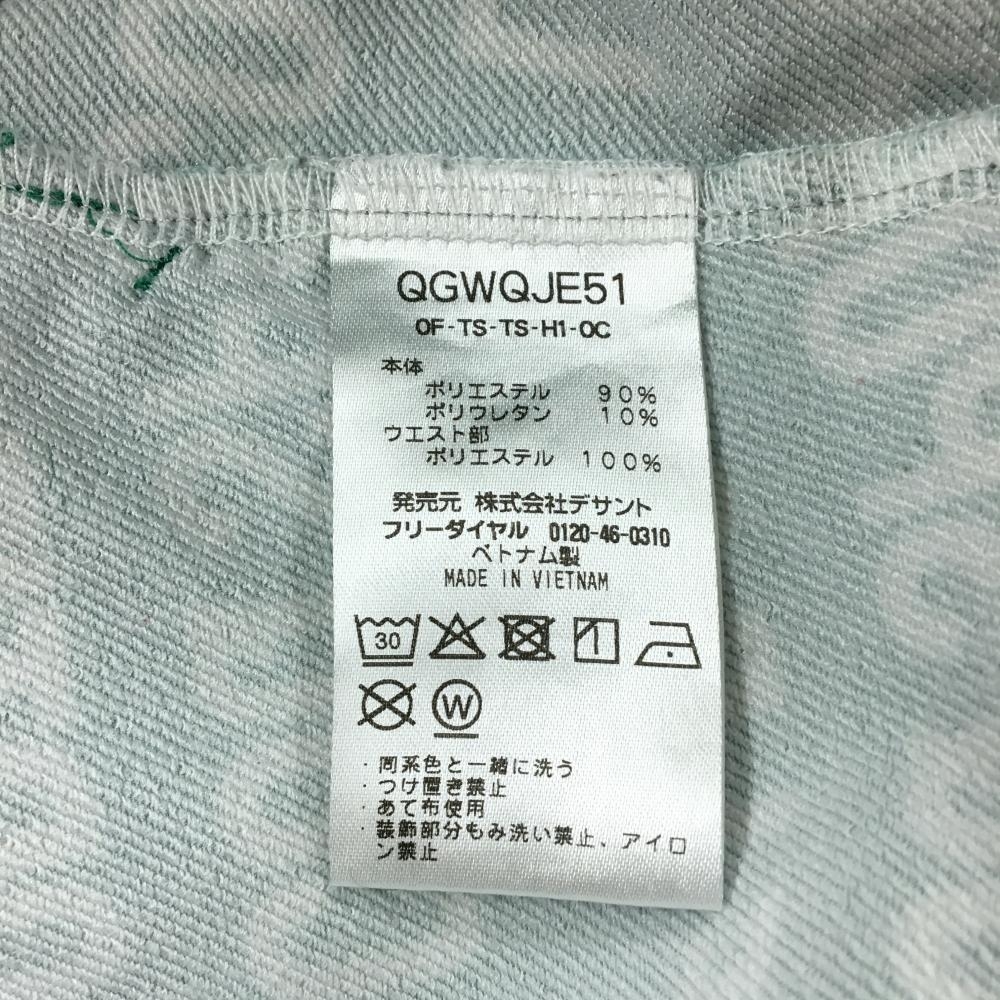 QGWQJE51
OF-TS-TS-H1-OC
本体
ポリエステル 90%
ポリウレタン 10%
ウエスト部
ポリエステル 100%
発売元 株式会社デサント
フリーダイヤル 0120-46-0310
ベトナム製
MADE IN VIETNAM
30
W
・同系色と一緒に洗う
・つけ置き禁止
・あて布使用
・装飾部分もみ洗い禁止、アイロ
ン禁止